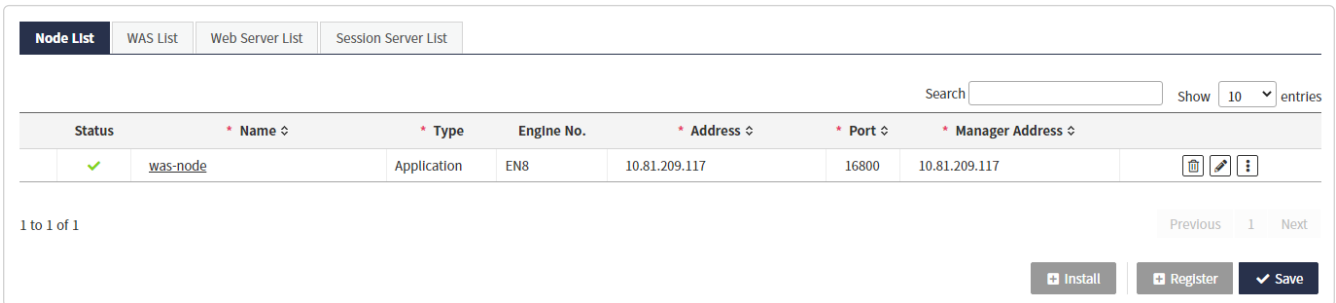 Node List WAS List Web Server List Session Server List
Search Show 10 entries
Status * Name * Type Engine No. * Address * Port * Manager Address
was-node Application EN8 10.81.209.117 16800 10.81.209.117
1 to 1 of 1 Previous 1 Next
Install Register Save